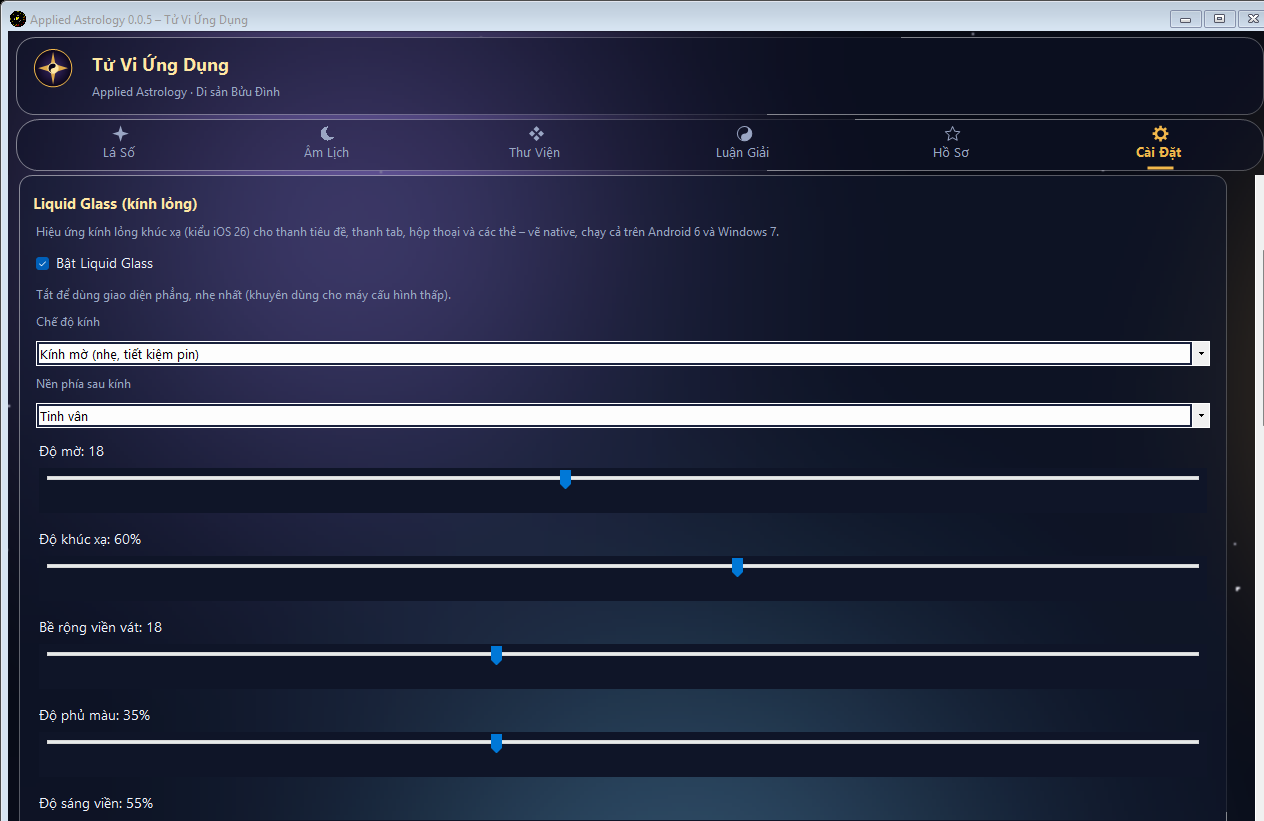 Applied Astrology 0.0.5 – Tử Vi Ứng Dụng
Tử Vi Ứng Dụng
Applied Astrology · Di sản Bửu Đình
Lá Số
Âm Lịch
Thư Viện
Luận Giải
Hồ Sơ
Cài Đặt
Liquid Glass (kính lỏng)
Hiệu ứng kính lỏng khúc xạ (kiểu iOS 26) cho thanh tiêu đề, thanh tab, hộp thoại và các thẻ – vẽ native, chạy cả trên Android 6 và Windows 7.
Bật Liquid Glass
Tắt để dùng giao diện phẳng, nhẹ nhất (khuyên dùng cho máy cấu hình thấp).
Chế độ kính
Kính mờ (nhẹ, tiết kiệm pin)
Nền phía sau kính
Tinh vân
Độ mờ: 18
Độ khúc xạ: 60%
Bề rộng viền vát: 18
Độ phủ màu: 35%
Độ sáng viền: 55%